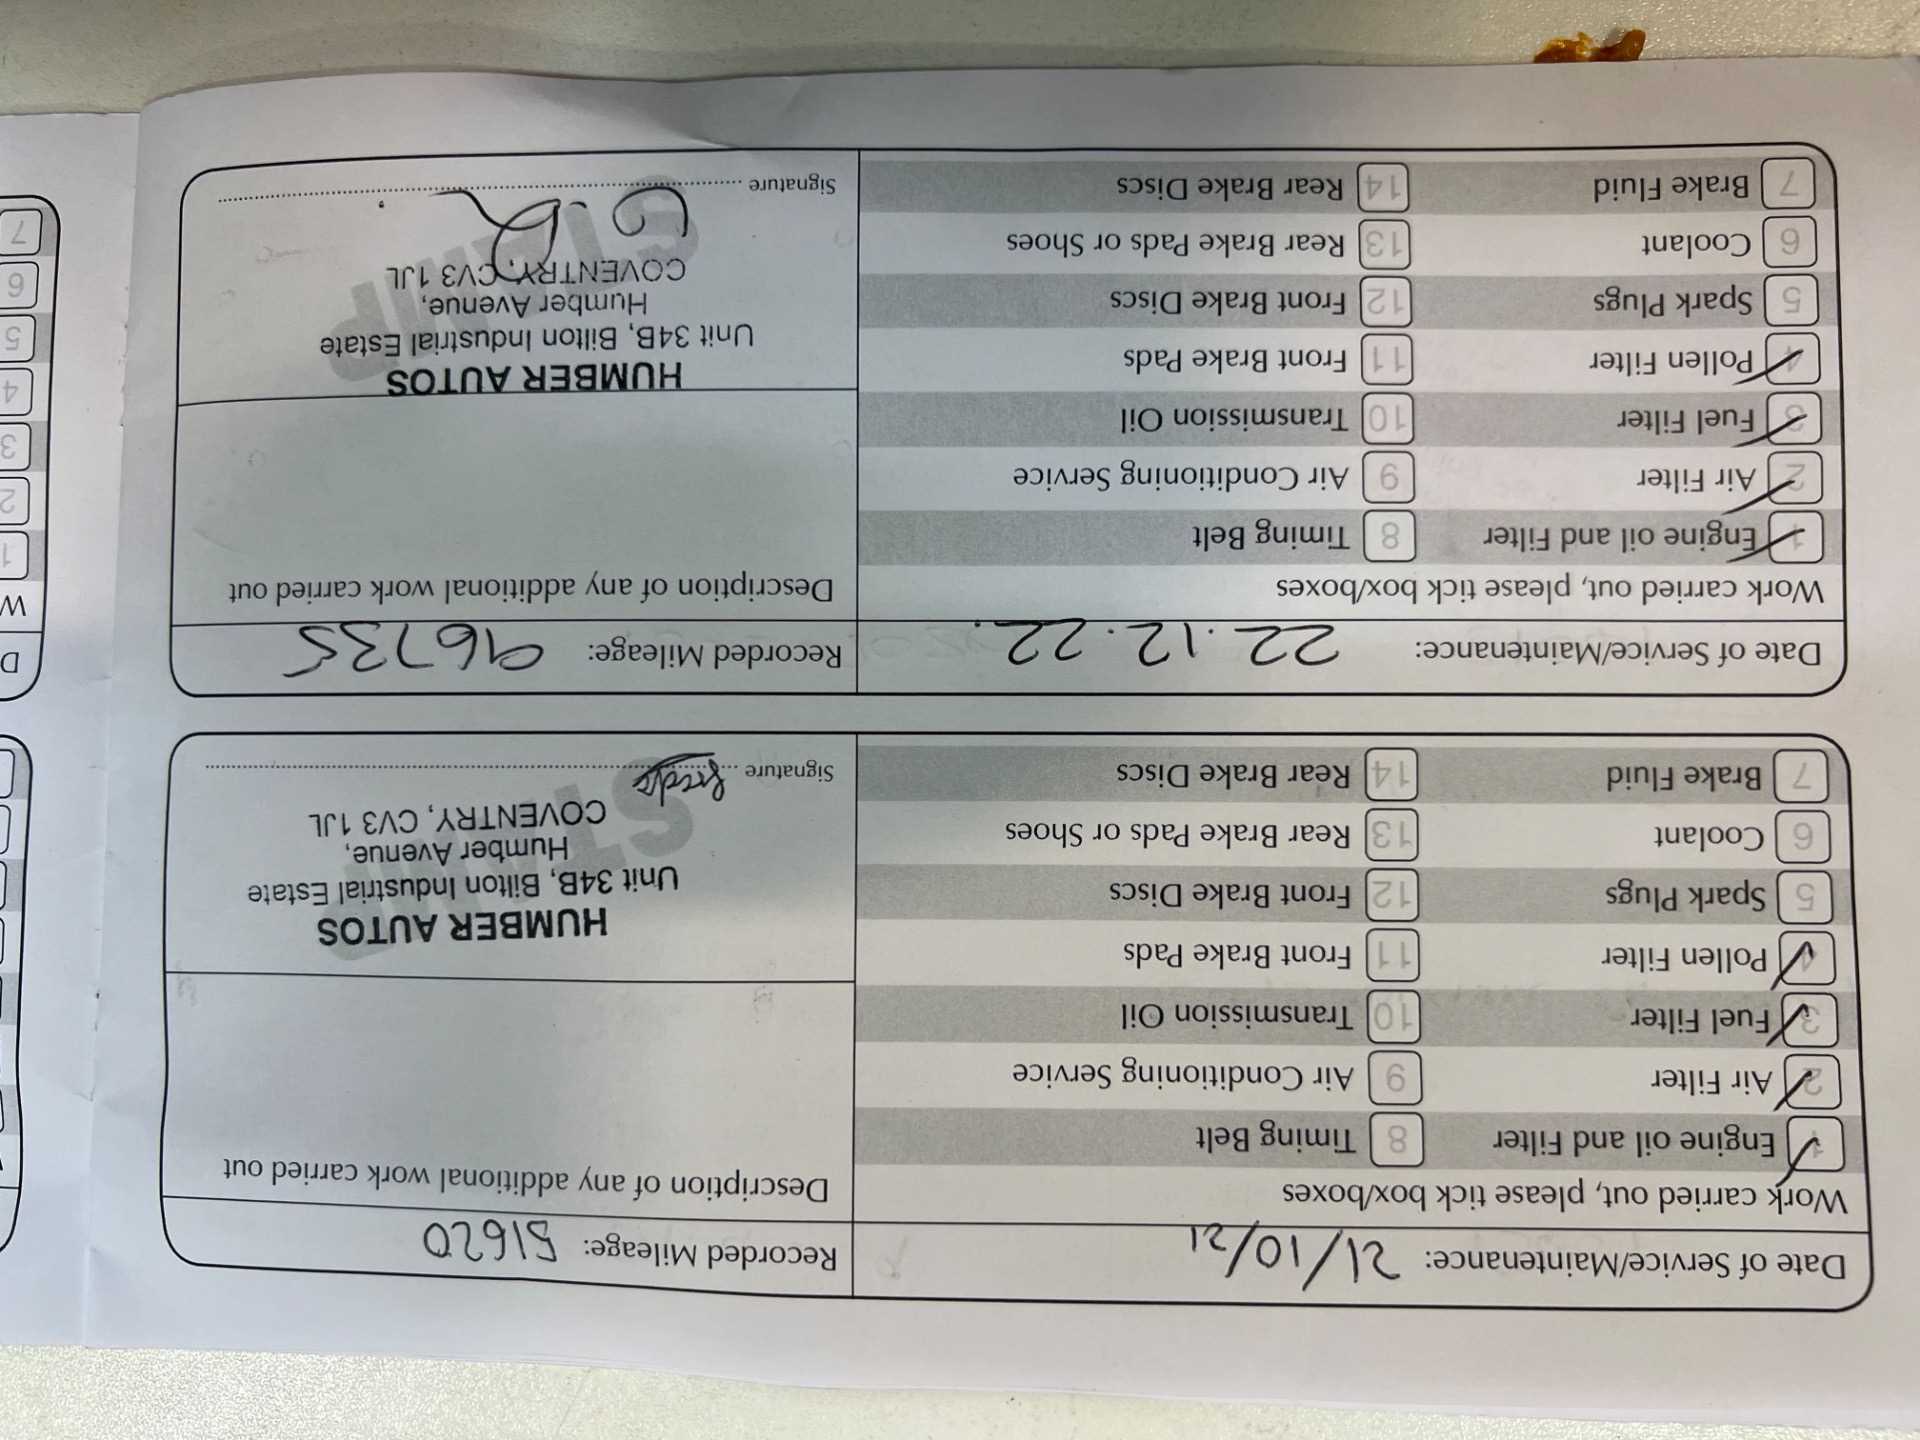 Date of Service/Maintenance: 21/10/21
Recorded Mileage: 51620
Work carried out, please tick box/boxes
1 Engine oil and Filter
8 Timing Belt
2 Air Filter
9 Air Conditioning Service
3 Fuel Filter
10 Transmission Oil
4 Pollen Filter
11 Front Brake Pads
5 Spark Plugs
12 Front Brake Discs
6 Coolant
13 Rear Brake Pads or Shoes
7 Brake Fluid
14 Rear Brake Discs
Description of any additional work carried out
STAMP
HUMBER AUTOS
Unit 34B, Bilton Industrial Estate
Humber Avenue,
COVENTRY, CV3 1JL
Signature
Date of Service/Maintenance: 22.12.22.
Recorded Mileage: 96735
Work carried out, please tick box/boxes
1 Engine oil and Filter
8 Timing Belt
2 Air Filter
9 Air Conditioning Service
3 Fuel Filter
10 Transmission Oil
4 Pollen Filter
11 Front Brake Pads
5 Spark Plugs
12 Front Brake Discs
6 Coolant
13 Rear Brake Pads or Shoes
7 Brake Fluid
14 Rear Brake Discs
Description of any additional work carried out
STAMP
HUMBER AUTOS
Unit 34B, Bilton Industrial Estate
Humber Avenue,
COVENTRY, CV3 1JL
Signature
D
W
1
2
3
4
5
6
7